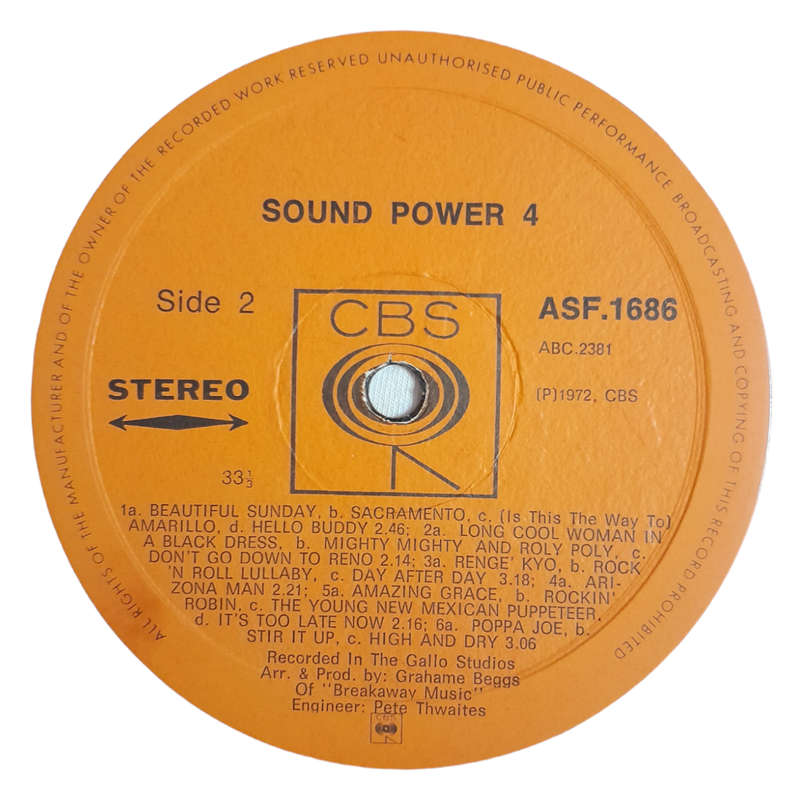 ALL RIGHTS OF THE MANUFACTURER AND OF THE OWNER OF THE RECORDED WORK RESERVED UNAUTHORISED PUBLIC PERFORMANCE BROADCASTING AND COPYING OF THIS RECORD PROHIBITED
SOUND POWER 4
Side 2
CBS
ASF.1686
ABC.2381
STEREO
(P)1972, CBS
33⅓
1a. BEAUTIFUL SUNDAY, b. SACRAMENTO, c. (Is This The Way To)
AMARILLO, d. HELLO BUDDY 2.46; 2a. LONG COOL WOMAN IN
A BLACK DRESS, b. MIGHTY MIGHTY AND ROLY POLY, c.
DON'T GO DOWN TO RENO 2.14; 3a. RENGE' KYO, b. ROCK
'N ROLL LULLABY, c. DAY AFTER DAY 3.18; 4a. ARI-
ZONA MAN 2.21; 5a. AMAZING GRACE, b. ROCKIN'
ROBIN, c. THE YOUNG NEW MEXICAN PUPPETEER,
d. IT'S TOO LATE NOW 2.16; 6a. POPPA JOE, b.
STIR IT UP, c. HIGH AND DRY 3.06
Recorded In The Gallo Studios
Arr. & Prod. by: Grahame Beggs
Of "Breakaway Music"
Engineer: Pete Thwaites
CBS